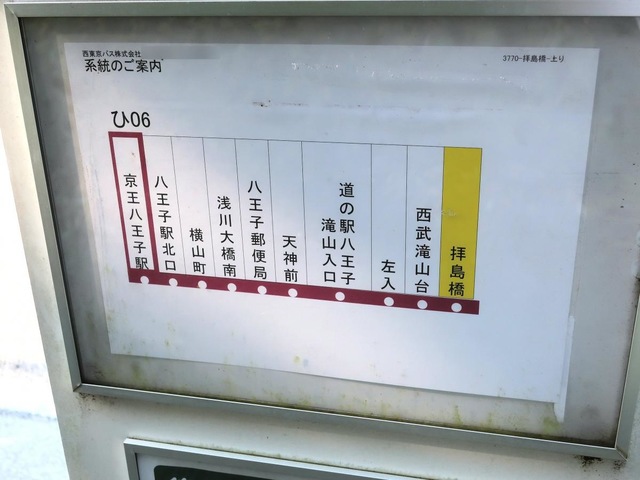 西東京バス株式会社
系統のご案内
3770-拝島橋-上り
ひ06
京王八王子駅
八王子駅北口
横山町
浅川大橋南
八王子郵便局
天神前
道の駅八王子
滝山入口
左入
西武滝山台
拝島橋